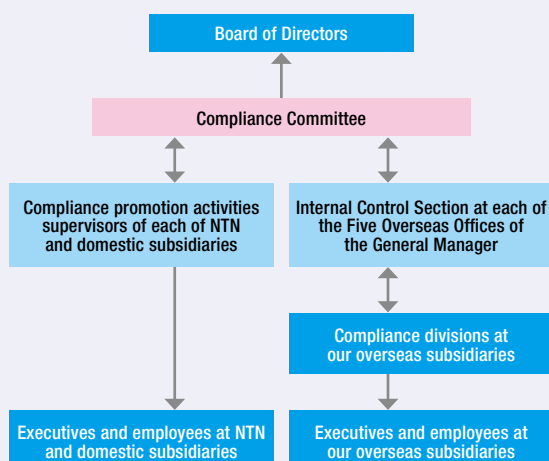 Board of Directors
Compliance Committee
Compliance promotion activities
supervisors of each of NTN
and domestic subsidiaries
Internal Control Section at each of
the Five Overseas Offices of
the General Manager
Compliance divisions at
our overseas subsidiaries
Executives and employees at NTN
and domestic subsidiaries
Executives and employees at
our overseas subsidiaries